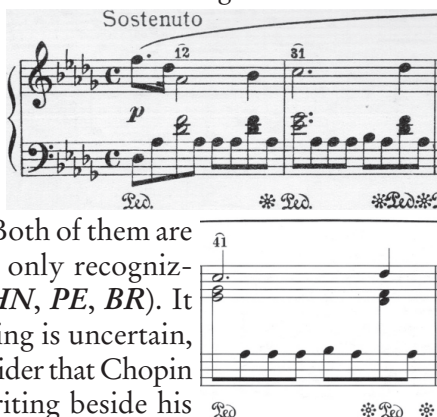 Sostenuto
12
31
p
Ped. * Ped. *Ped.*
Both of them are
only recogniz-
HN, PE, BR). It
ing is uncertain,
ider that Chopin
riting beside his
41
Ped * Ped *